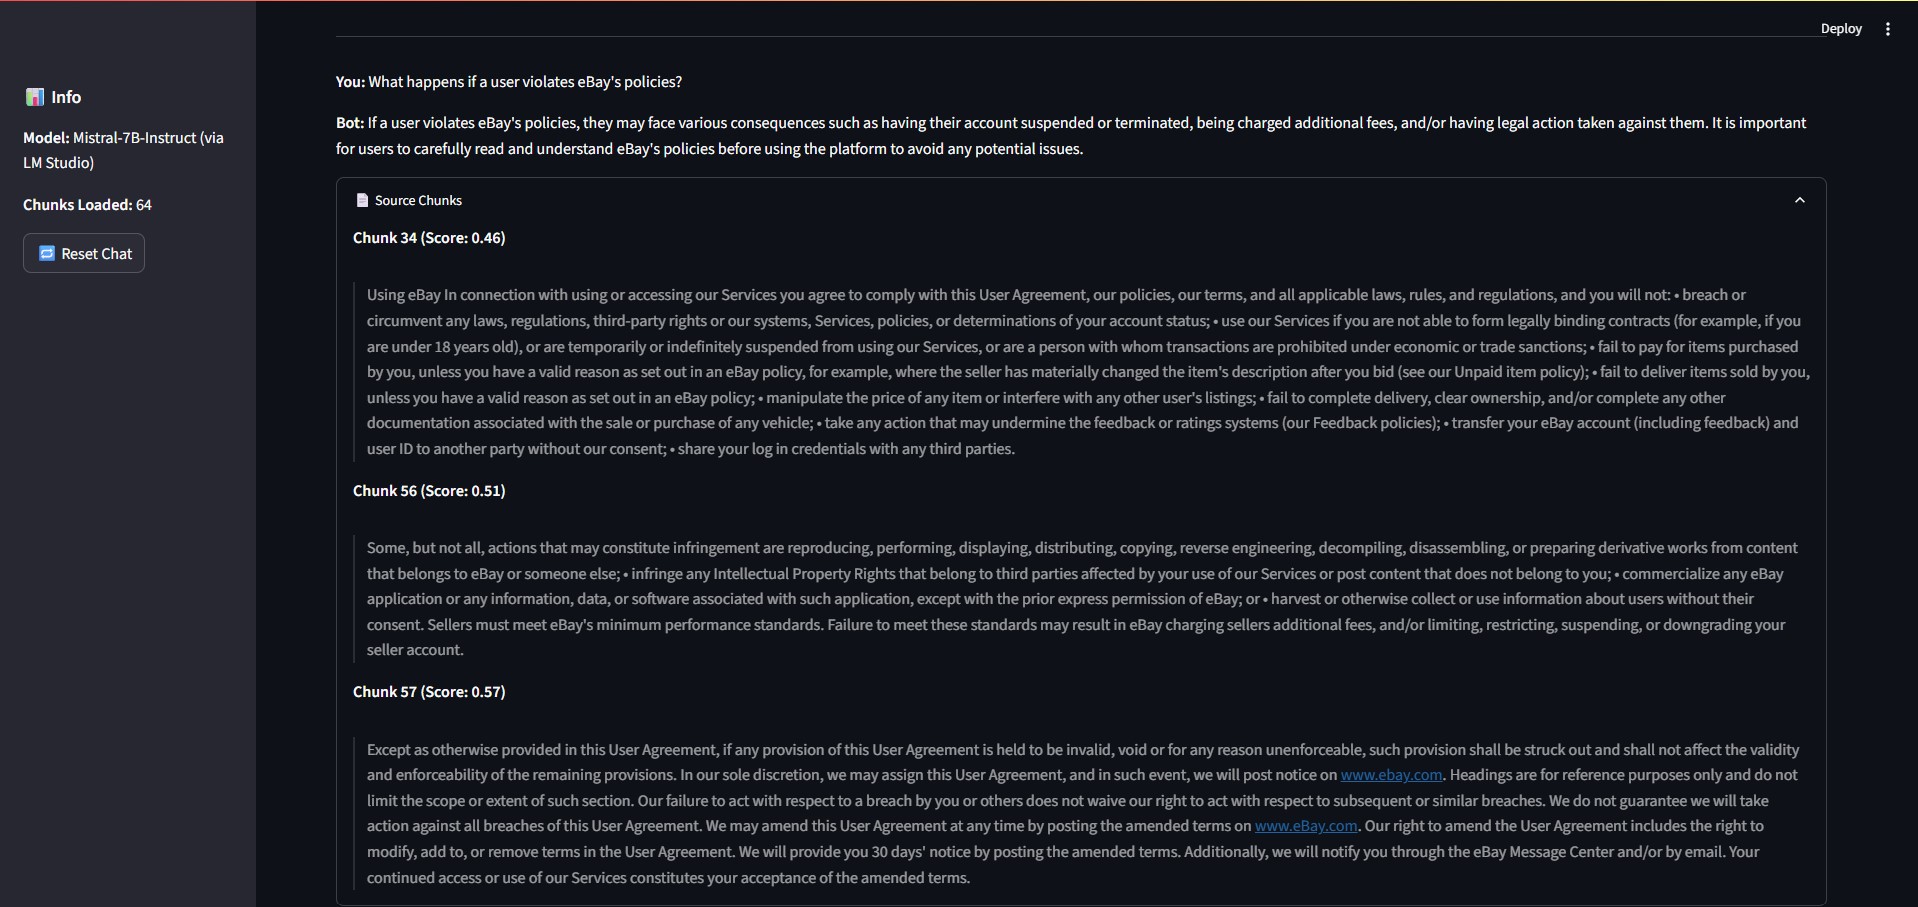 Deploy
Info
Model: Mistral-7B-Instruct (via
LM Studio)
Chunks Loaded: 64
Reset Chat
You: What happens if a user violates eBay's policies?
Bot: If a user violates eBay's policies, they may face various consequences such as having their account suspended or terminated, being charged additional fees, and/or having legal action taken against them. It is important
for users to carefully read and understand eBay's policies before using the platform to avoid any potential issues.
Source Chunks
Chunk 34 (Score: 0.46)
Using eBay In connection with using or accessing our Services you agree to comply with this User Agreement, our policies, our terms, and all applicable laws, rules, and regulations, and you will not: • breach or
circumvent any laws, regulations, third-party rights or our systems, Services, policies, or determinations of your account status; • use our Services if you are not able to form legally binding contracts (for example, if you
are under 18 years old), or are temporarily or indefinitely suspended from using our Services, or are a person with whom transactions are prohibited under economic or trade sanctions; • fail to pay for items purchased
by you, unless you have a valid reason as set out in an eBay policy, for example, where the seller has materially changed the item's description after you bid (see our Unpaid item policy); • fail to deliver items sold by you,
unless you have a valid reason as set out in an eBay policy; • manipulate the price of any item or interfere with any other user's listings; • fail to complete delivery, clear ownership, and/or complete any other
documentation associated with the sale or purchase of any vehicle; • take any action that may undermine the feedback or ratings systems (our Feedback policies); • transfer your eBay account (including feedback) and
user ID to another party without our consent; • share your log in credentials with any third parties.
Chunk 56 (Score: 0.51)
Some, but not all, actions that may constitute infringement are reproducing, performing, displaying, distributing, copying, reverse engineering, decompiling, disassembling, or preparing derivative works from content
that belongs to eBay or someone else; • infringe any Intellectual Property Rights that belong to third parties affected by your use of our Services or post content that does not belong to you; • commercialize any eBay
application or any information, data, or software associated with such application, except with the prior express permission of eBay; or • harvest or otherwise collect or use information about users without their
consent. Sellers must meet eBay's minimum performance standards. Failure to meet these standards may result in eBay charging sellers additional fees, and/or limiting, restricting, suspending, or downgrading your
seller account.
Chunk 57 (Score: 0.57)
Except as otherwise provided in this User Agreement, if any provision of this User Agreement is held to be invalid, void or for any reason unenforceable, such provision shall be struck out and shall not affect the validity
and enforceability of the remaining provisions. In our sole discretion, we may assign this User Agreement, and in such event, we will post notice on www.ebay.com. Headings are for reference purposes only and do not
limit the scope or extent of such section. Our failure to act with respect to a breach by you or others does not waive our right to act with respect to subsequent or similar breaches. We do not guarantee we will take
action against all breaches of this User Agreement. We may amend this User Agreement at any time by posting the amended terms on www.eBay.com. Our right to amend the User Agreement includes the right to
modify, add to, or remove terms in the User Agreement. We will provide you 30 days' notice by posting the amended terms. Additionally, we will notify you through the eBay Message Center and/or by email. Your
continued access or use of our Services constitutes your acceptance of the amended terms.